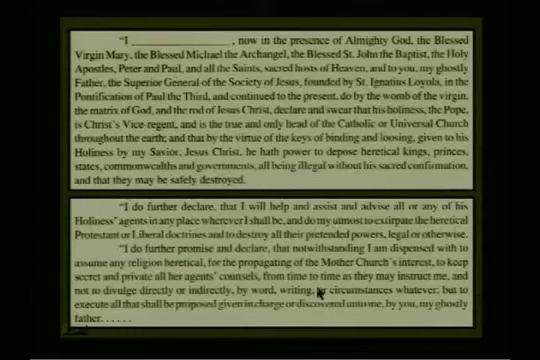 "I ________________, now in the presence of Almighty God, the Blessed
Virgin Mary, the Blessed Michael the Archangel, the Blessed St. John the Baptist, the Holy
Apostles, Peter and Paul, and all the Saints, sacred hosts of Heaven, and to you, my ghostly
Father, the Superior General of the Society of Jesus, founded by St. Ignatius Loyola, in the
Pontification of Paul the Third, and continued to the present, do by the womb of the virgin,
the matrix of God, and the rod of Jesus Christ, declare and swear that his holiness, the Pope,
is Christ's Vice-regent, and is the true and only head of the Catholic or Universal Church
throughout the earth; and that by the virtue of the keys of binding and loosing, given to his
Holiness by my Savior, Jesus Christ, he hath power to depose heretical kings, princes,
states, commonwealths and governments, all being illegal without his sacred confirmation,
and that they may be safely destroyed.
"I do further declare, that I will help and assist and advise all or any of his
Holiness' agents in any place wherever I shall be, and do my utmost to extirpate the heretical
Protestant or Liberal doctrines and to destroy all their pretended powers, legal or otherwise.
"I do further promise and declare, that notwithstanding I am dispensed with to
assume any religion heretical, for the propagating of the Mother Church's interest, to keep
secret and private all her agents' counsels, from time to time as they may instruct me, and
not to divulge directly or indirectly, by word, writing, or circumstances whatever; but to
execute all that shall be proposed given in charge or discovered unto me, by you, my ghostly
father. . . . . .